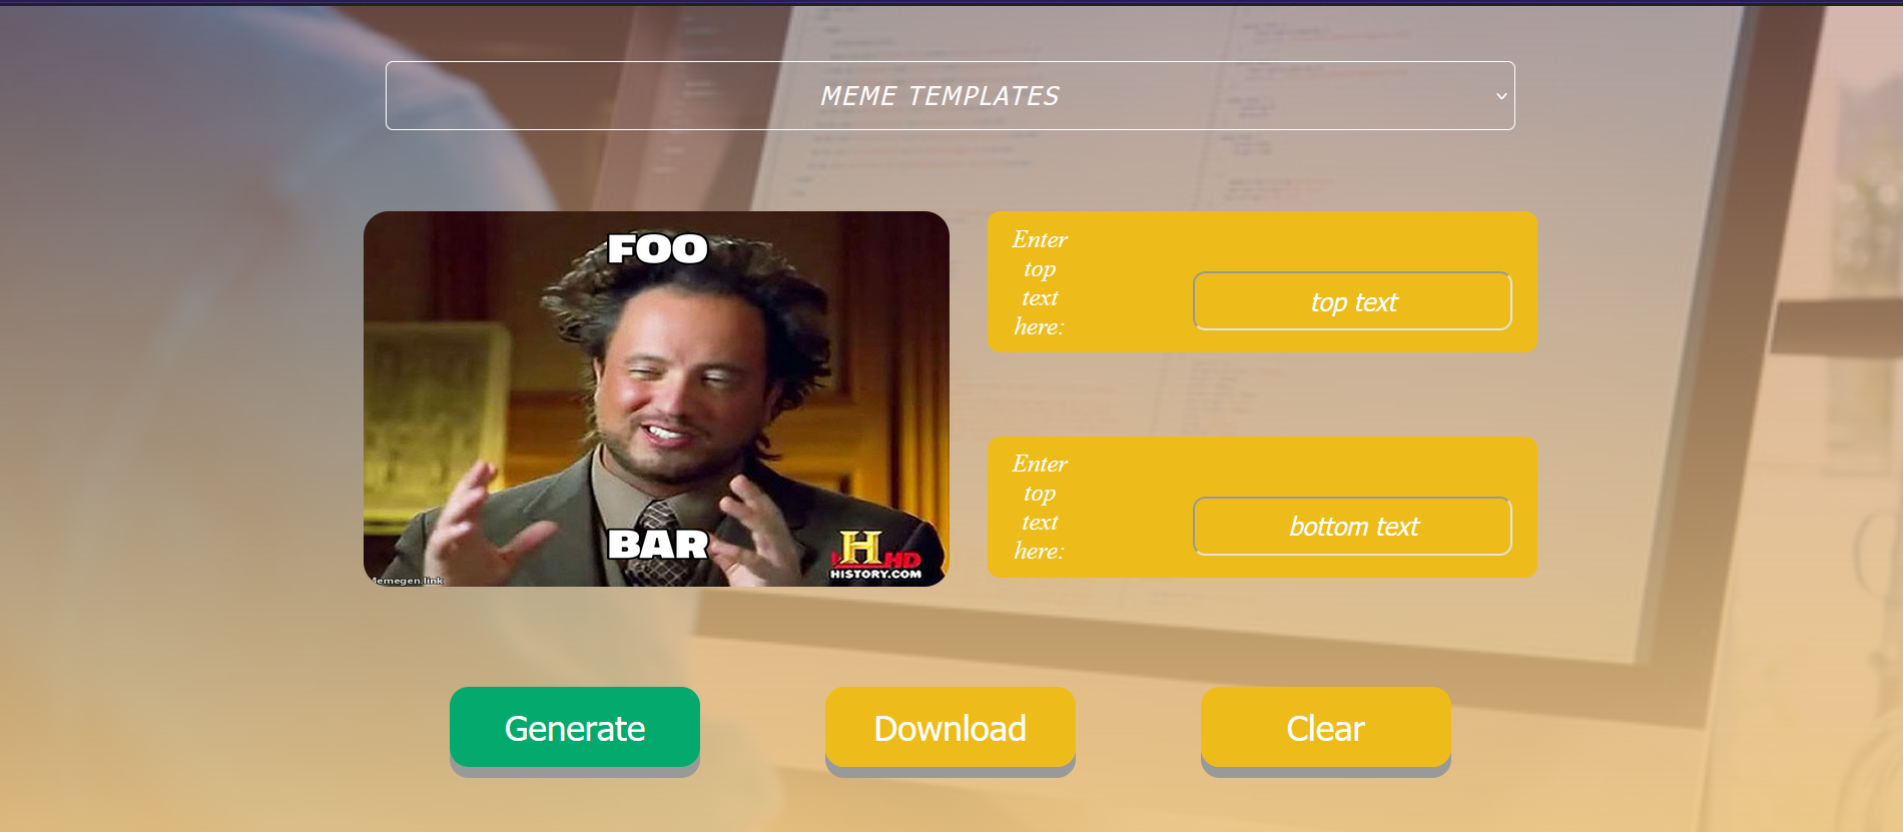 MEME TEMPLATES
FOO
BAR
H HD
HISTORY.COM
Memegen.link
Enter
top
text
here:
top text
Enter
top
text
here:
bottom text
Generate
Download
Clear